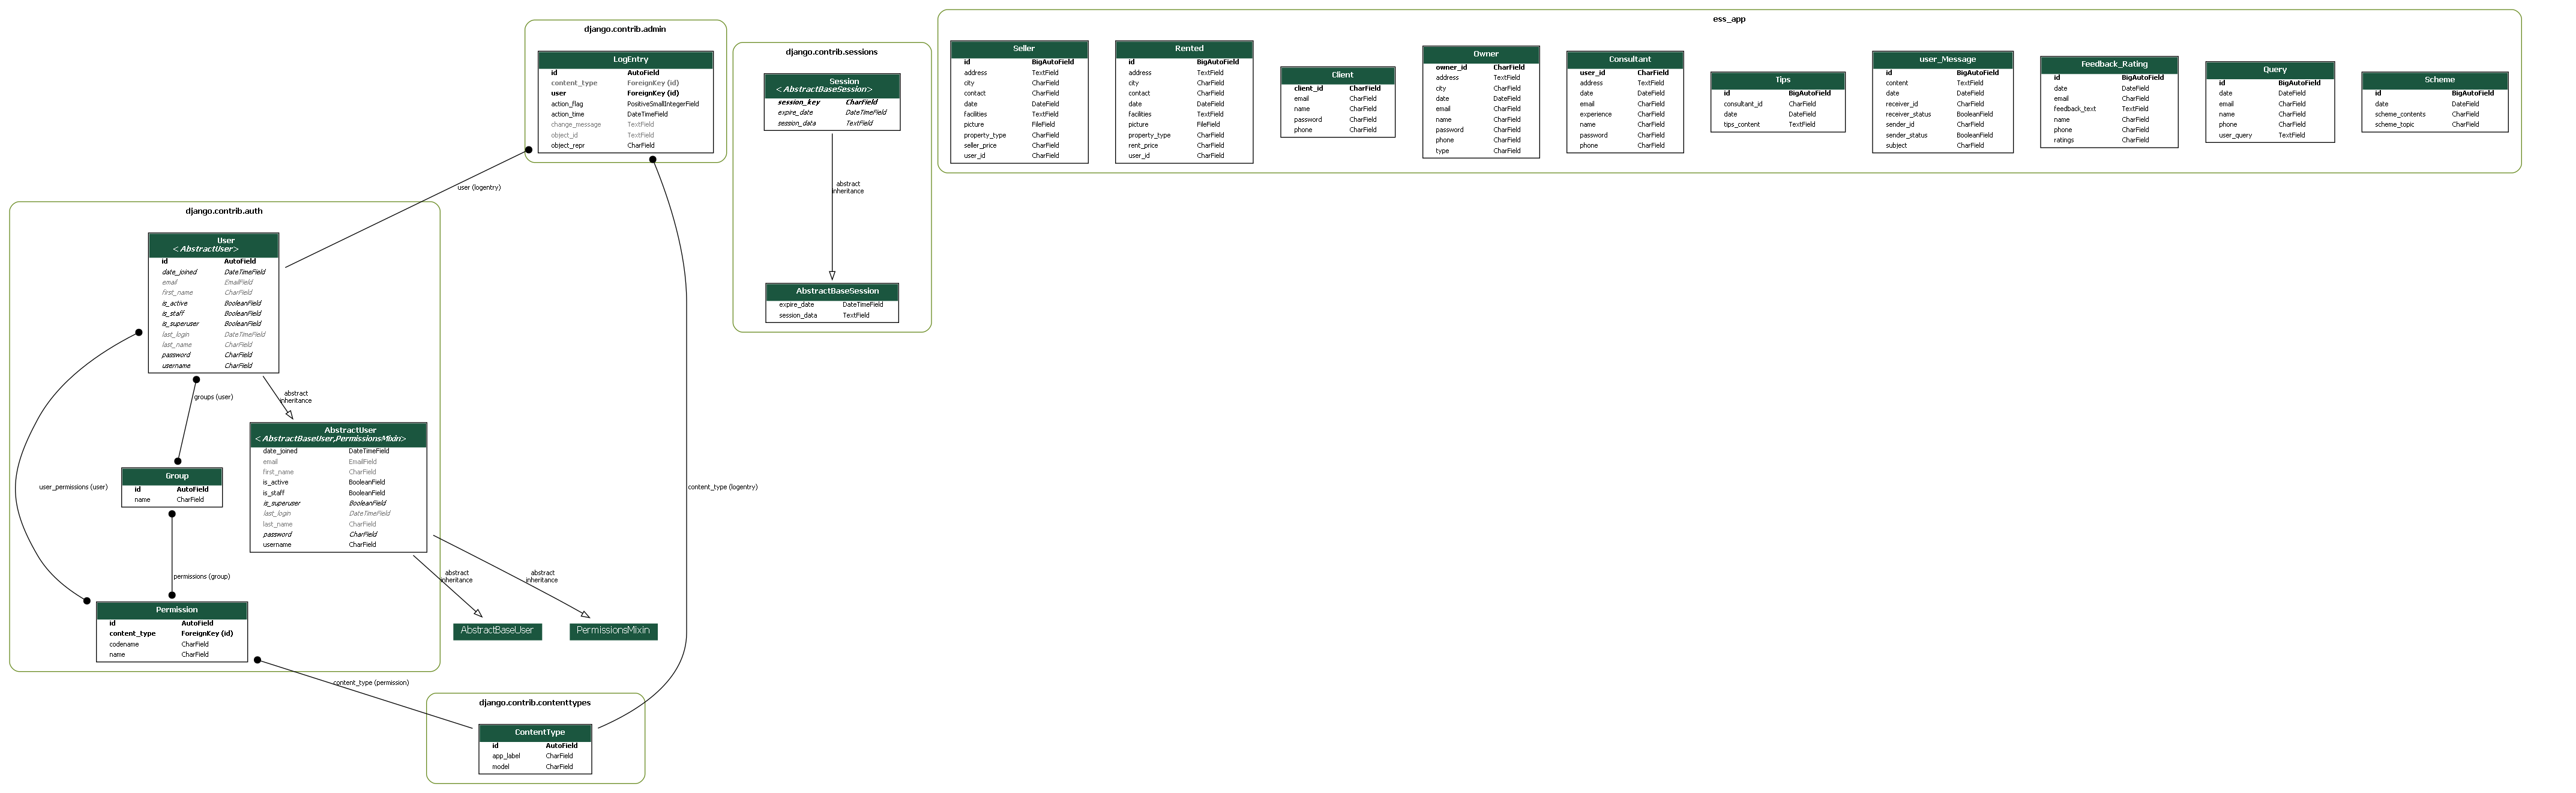 django.contrib.admin
LogEntry
id AutoField
content_type ForeignKey (id)
user ForeignKey (id)
action_flag PositiveSmallIntegerField
action_time DateTimeField
change_message TextField
object_id TextField
object_repr CharField
django.contrib.sessions
Session
<AbstractBaseSession>
session_key CharField
expire_date DateTimeField
session_data TextField
abstract
inheritance
AbstractBaseSession
expire_date DateTimeField
session_data TextField
ess_app
Seller
id BigAutoField
address TextField
city CharField
contact CharField
date DateField
facilities TextField
picture FileField
property_type CharField
seller_price CharField
user_id CharField
Rented
id BigAutoField
address TextField
city CharField
contact CharField
date DateField
facilities TextField
picture FileField
property_type CharField
rent_price CharField
user_id CharField
Client
client_id CharField
email CharField
name CharField
password CharField
phone CharField
Owner
owner_id CharField
address TextField
city CharField
date DateField
email CharField
name CharField
password CharField
phone CharField
type CharField
Consultant
user_id CharField
address TextField
date DateField
email CharField
experience CharField
name CharField
password CharField
phone CharField
Tips
id BigAutoField
consultant_id CharField
date DateField
tips_content TextField
user_Message
id BigAutoField
content TextField
date DateField
receiver_id CharField
receiver_status BooleanField
sender_id CharField
sender_status BooleanField
subject CharField
Feedback_Rating
id BigAutoField
date DateField
email CharField
feedback_text TextField
name CharField
phone CharField
ratings CharField
Query
id BigAutoField
date DateField
email CharField
name CharField
phone CharField
user_query TextField
Scheme
id BigAutoField
date DateField
scheme_contents CharField
scheme_topic CharField
user (logentry)
django.contrib.auth
User
<AbstractUser>
id AutoField
date_joined DateTimeField
email EmailField
first_name CharField
is_active BooleanField
is_staff BooleanField
is_superuser BooleanField
last_login DateTimeField
last_name CharField
password CharField
username CharField
groups (user)
abstract
inheritance
AbstractUser
<AbstractBaseUser,PermissionsMixin>
date_joined DateTimeField
email EmailField
first_name CharField
is_active BooleanField
is_staff BooleanField
is_superuser BooleanField
last_login DateTimeField
last_name CharField
password CharField
username CharField
user_permissions (user)
Group
id AutoField
name CharField
content_type (logentry)
permissions (group)
abstract
inheritance
abstract
inheritance
Permission
id AutoField
content_type ForeignKey (id)
codename CharField
name CharField
AbstractBaseUser
PermissionsMixin
content_type (permission)
django.contrib.contenttypes
ContentType
id AutoField
app_label CharField
model CharField